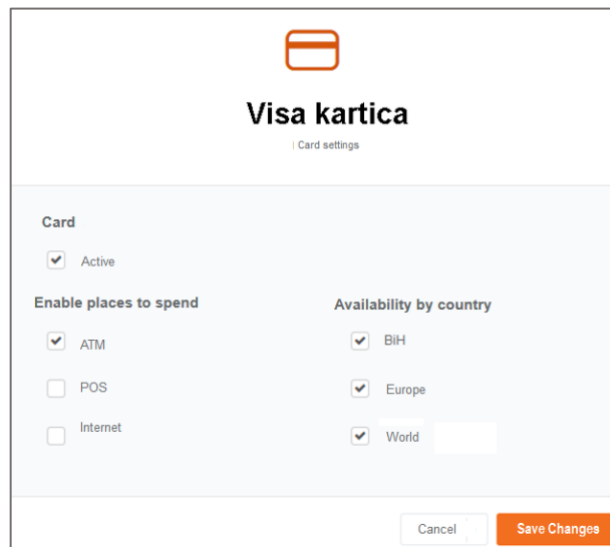 Visa kartica
Card settings
Card
Active
Enable places to spend
ATM
POS
Internet
Availability by country
BiH
Europe
World
Cancel
Save Changes